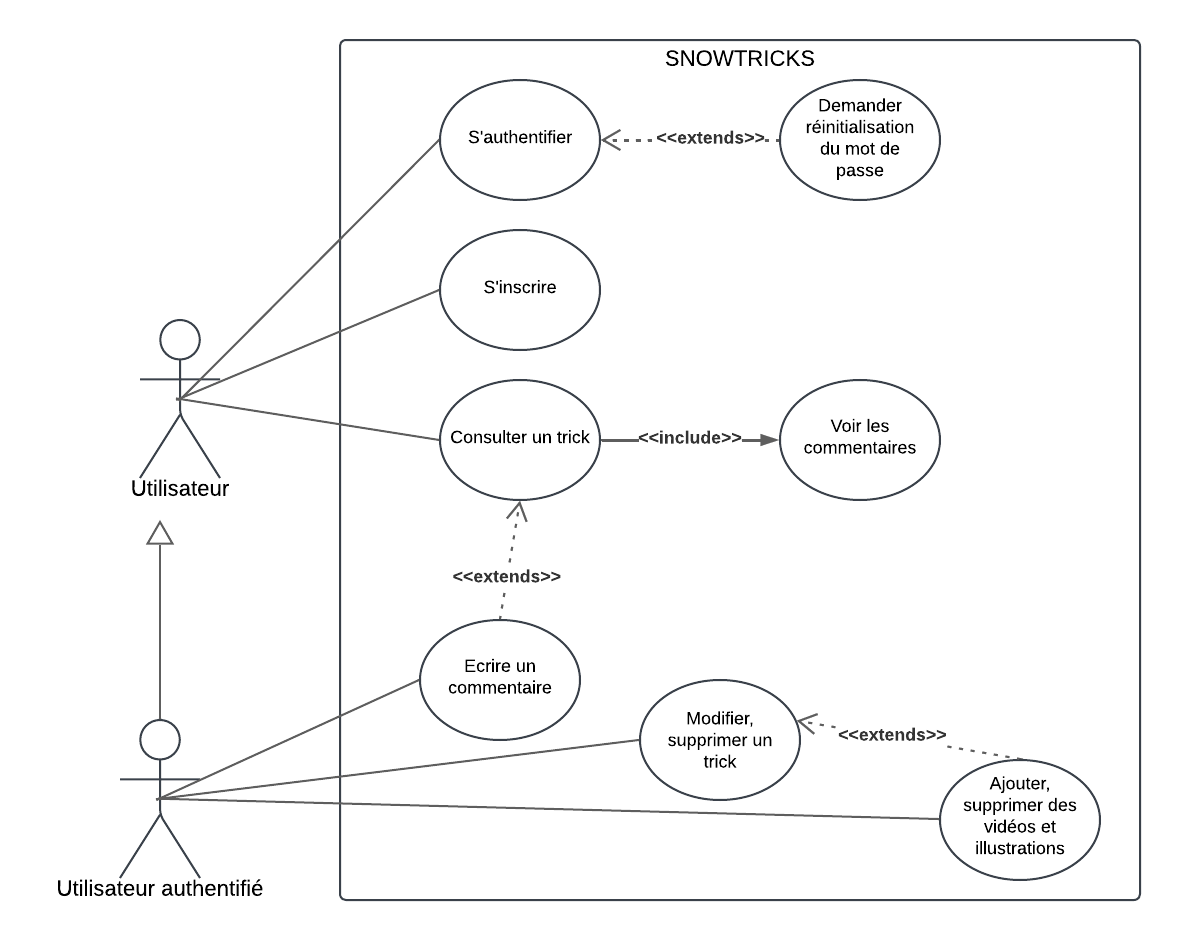 SNOWTRICKS
S'authentifier
<<extends>>
Demander
réinitialisation
du mot de
passe
S'inscrire
Utilisateur
Consulter un trick
<<include>>
Voir les
commentaires
<<extends>>
Ecrire un
commentaire
Modifier,
supprimer un
trick
<<extends>>
Ajouter,
supprimer des
vidéos et
illustrations
Utilisateur authentifié